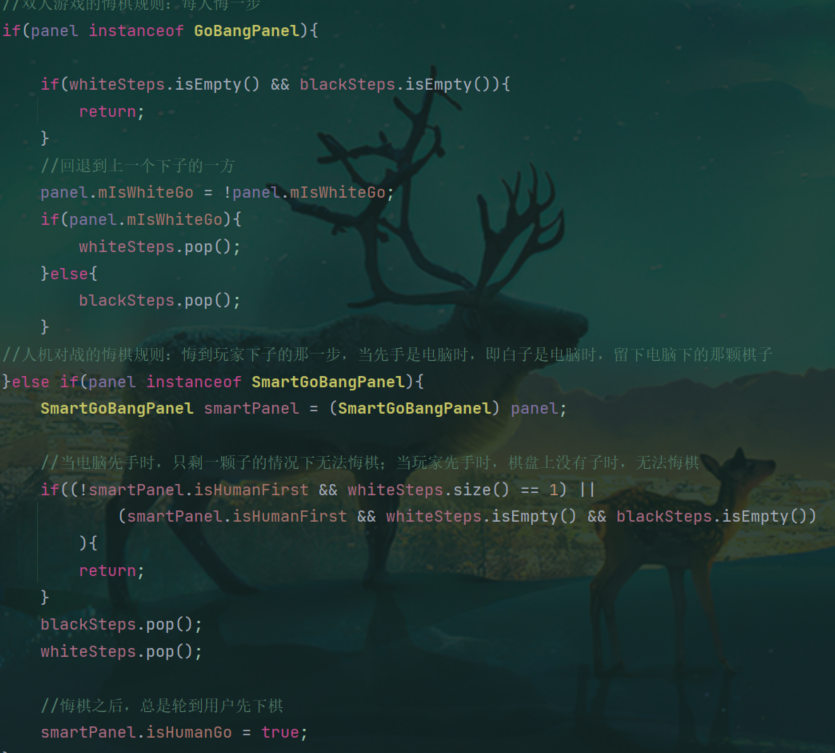 //双人游戏的悔棋规则：每人悔一步
if(panel instanceof GoBangPanel){
if(whiteSteps.isEmpty() && blackSteps.isEmpty()){
return;
}
//回退到上一个下子的一方
panel.mIsWhiteGo = !panel.mIsWhiteGo;
if(panel.mIsWhiteGo){
whiteSteps.pop();
}else{
blackSteps.pop();
}
//人机对战的悔棋规则：悔到玩家下子的那一步，当先手是电脑时，即白子是电脑时，留下电脑下的那颗棋子
}else if(panel instanceof SmartGoBangPanel){
SmartGoBangPanel smartPanel = (SmartGoBangPanel) panel;
//当电脑先手时，只剩一颗子的情况下无法悔棋；当玩家先手时，棋盘上没有子时，无法悔棋
if((!smartPanel.isHumanFirst && whiteSteps.size() == 1) ||
(smartPanel.isHumanFirst && whiteSteps.isEmpty() && blackSteps.isEmpty())
){
return;
}
blackSteps.pop();
whiteSteps.pop();
//悔棋之后，总是轮到用户先下棋
smartPanel.isHumanGo = true;